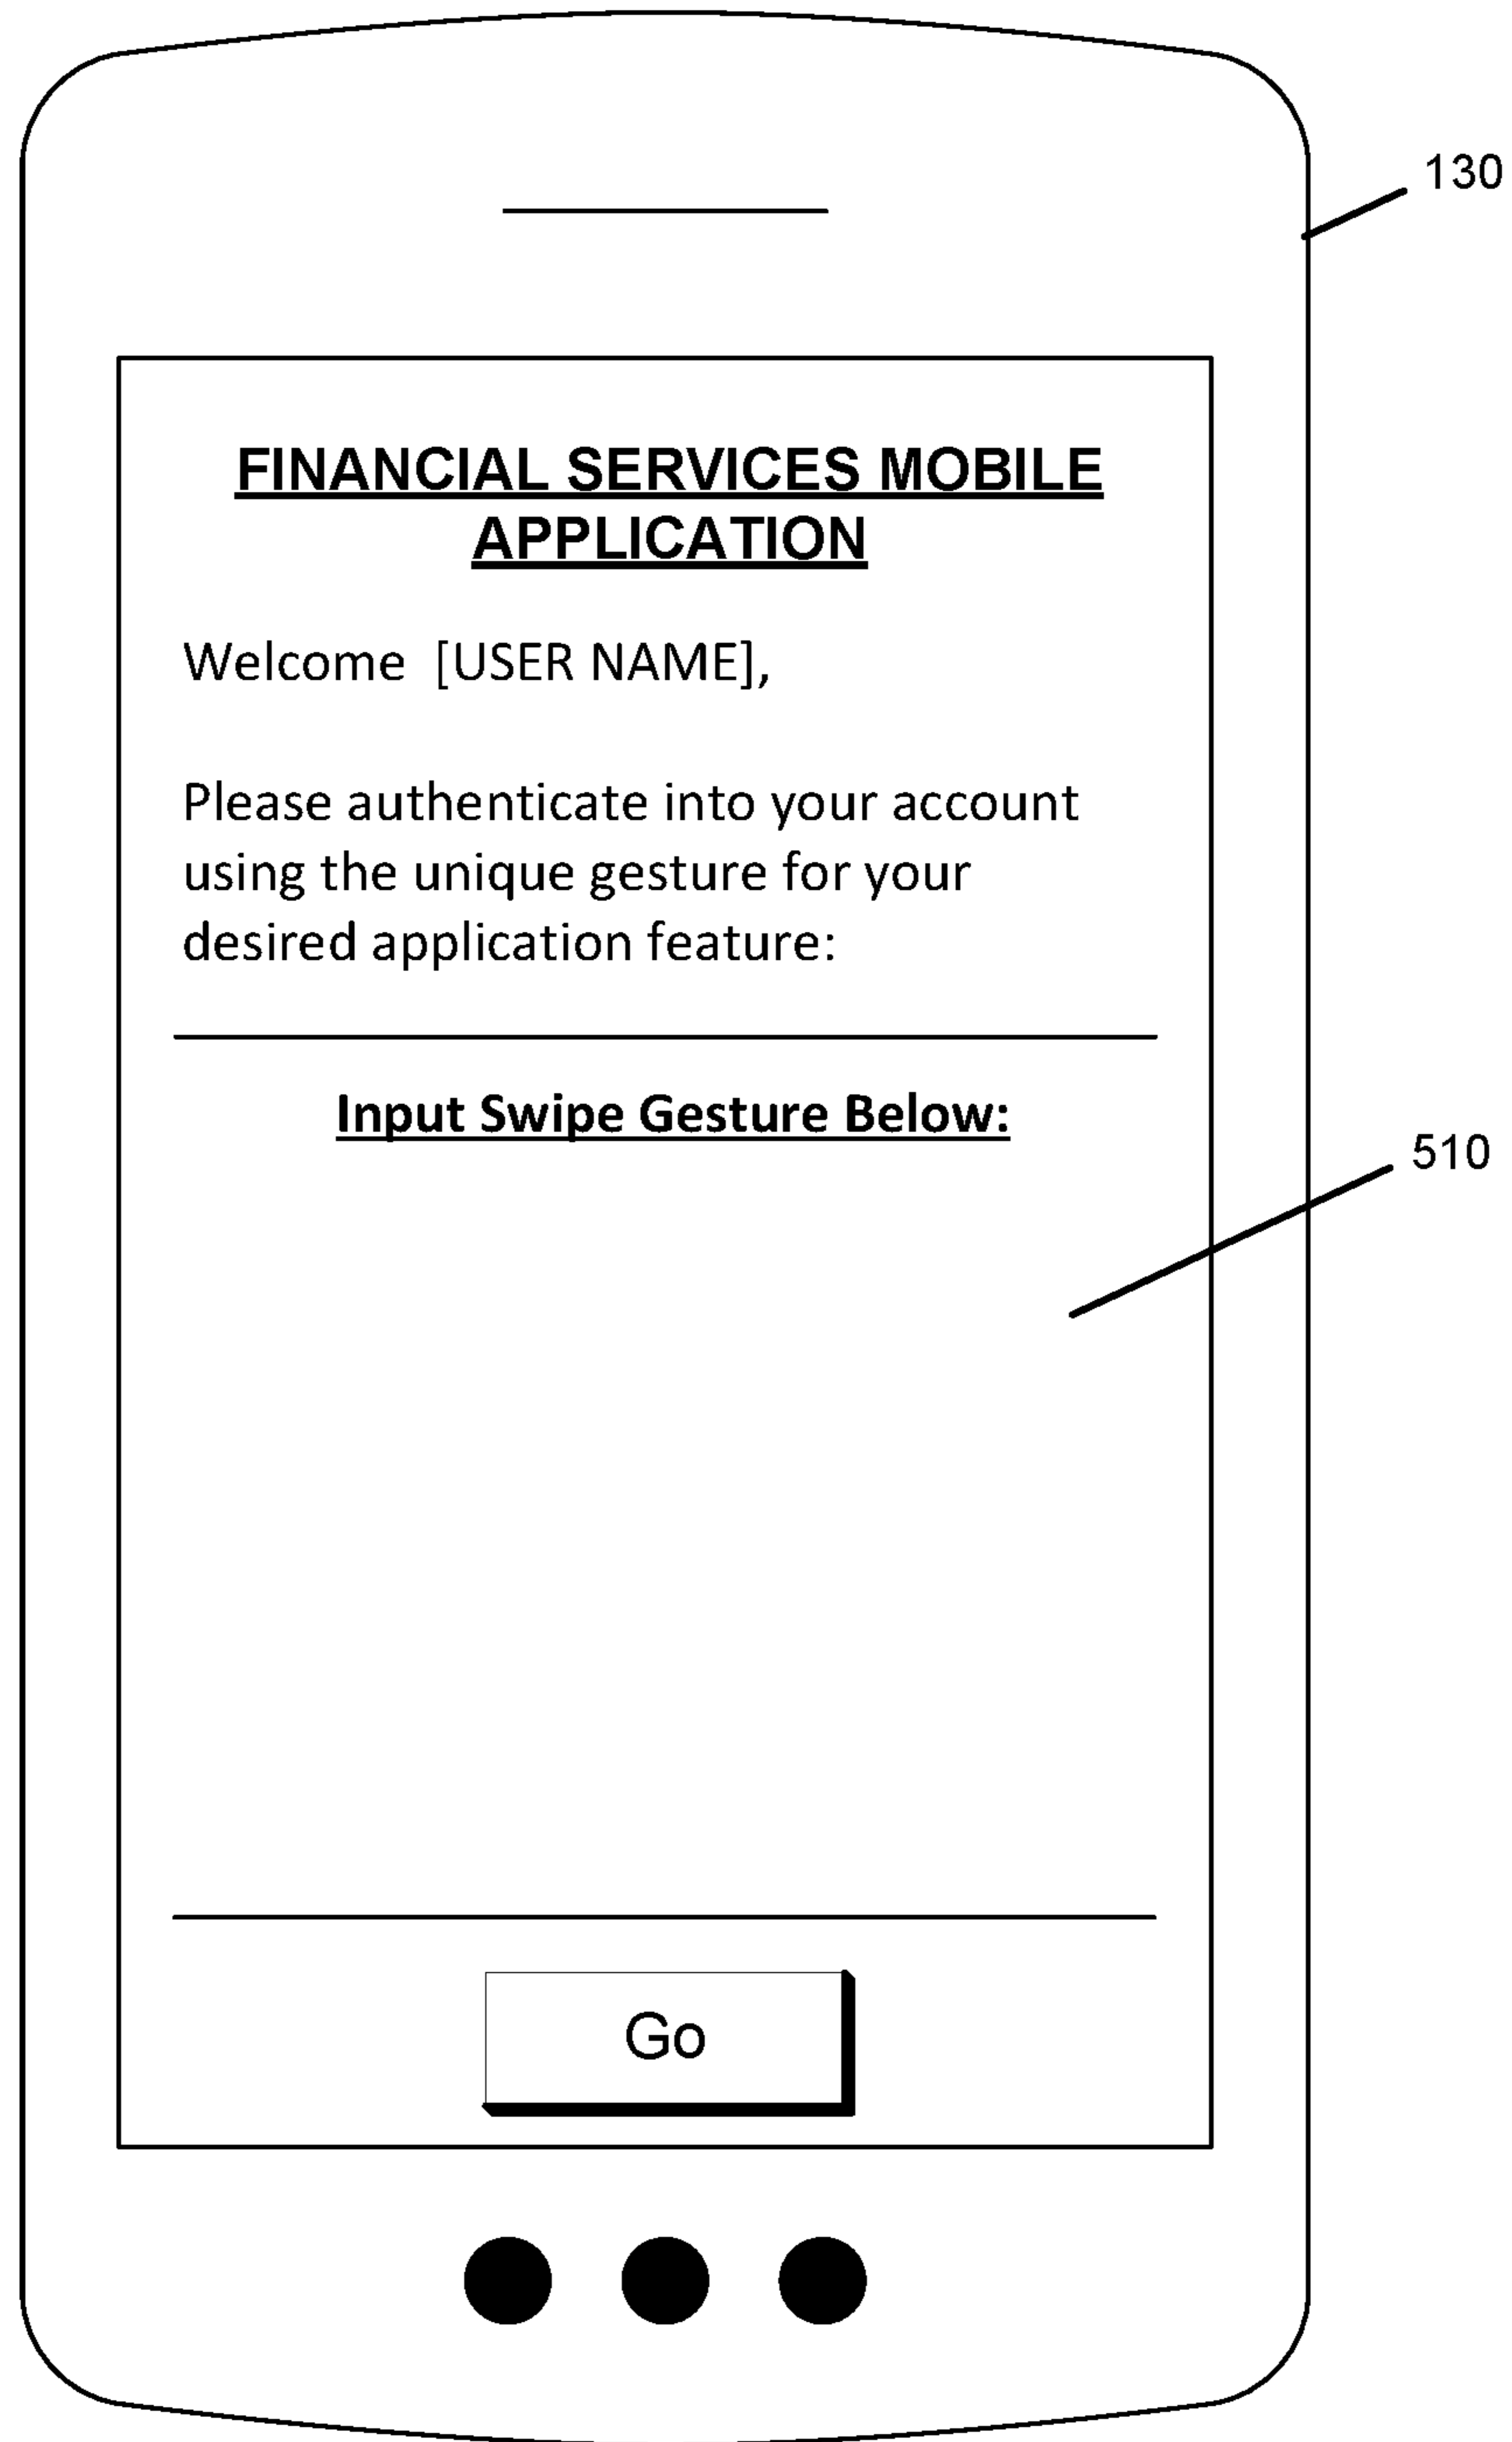 130
FINANCIAL SERVICES MOBILE
APPLICATION
Welcome [USER NAME],
Please authenticate into your account
using the unique gesture for your
desired application feature:
Input Swipe Gesture Below:
510
Go